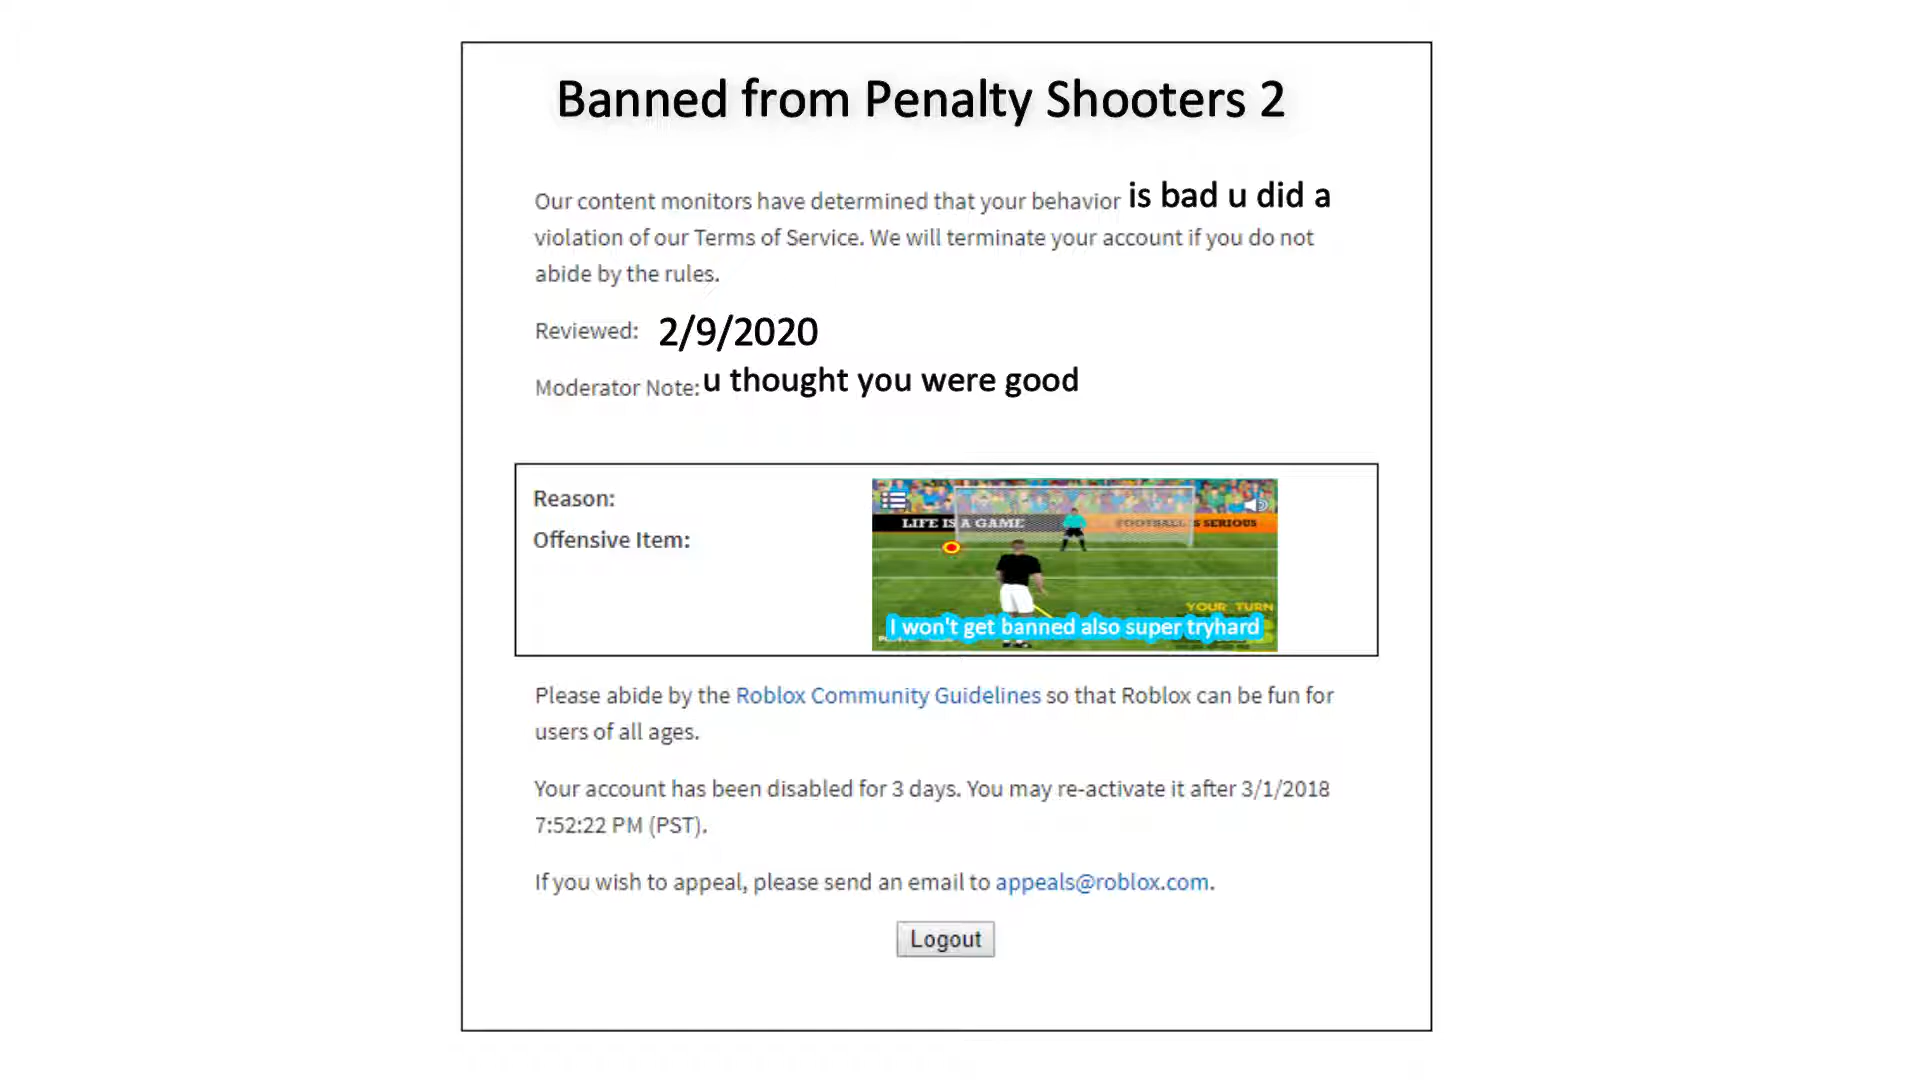 Banned from Penalty Shooters 2
Our content monitors have determined that your behavior is bad u did a
violation of our Terms of Service. We will terminate your account if you do not
abide by the rules.
Reviewed: 2/9/2020
Moderator Note: u thought you were good
Reason:
Offensive Item:
LIFE IS A GAME
FOOTBALL IS SERIOUS
YOUR TURN
I won't get banned also super tryhard
Please abide by the Roblox Community Guidelines so that Roblox can be fun for
users of all ages.
Your account has been disabled for 3 days. You may re-activate it after 3/1/2018
7:52:22 PM (PST).
If you wish to appeal, please send an email to appeals@roblox.com.
Logout